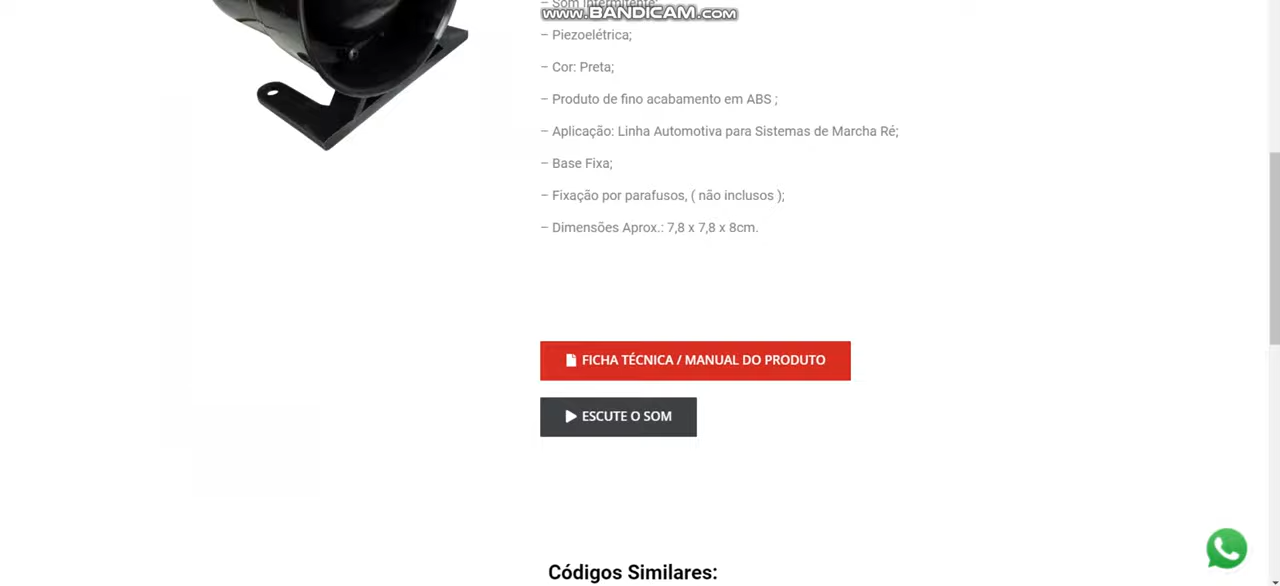 – Som Intermitente;
www.BANDICAM.com
– Piezoelétrica;
– Cor: Preta;
– Produto de fino acabamento em ABS ;
– Aplicação: Linha Automotiva para Sistemas de Marcha Ré;
– Base Fixa;
– Fixação por parafusos, ( não inclusos );
– Dimensões Aprox.: 7,8 x 7,8 x 8cm.
FICHA TÉCNICA / MANUAL DO PRODUTO
ESCUTE O SOM
Códigos Similares: